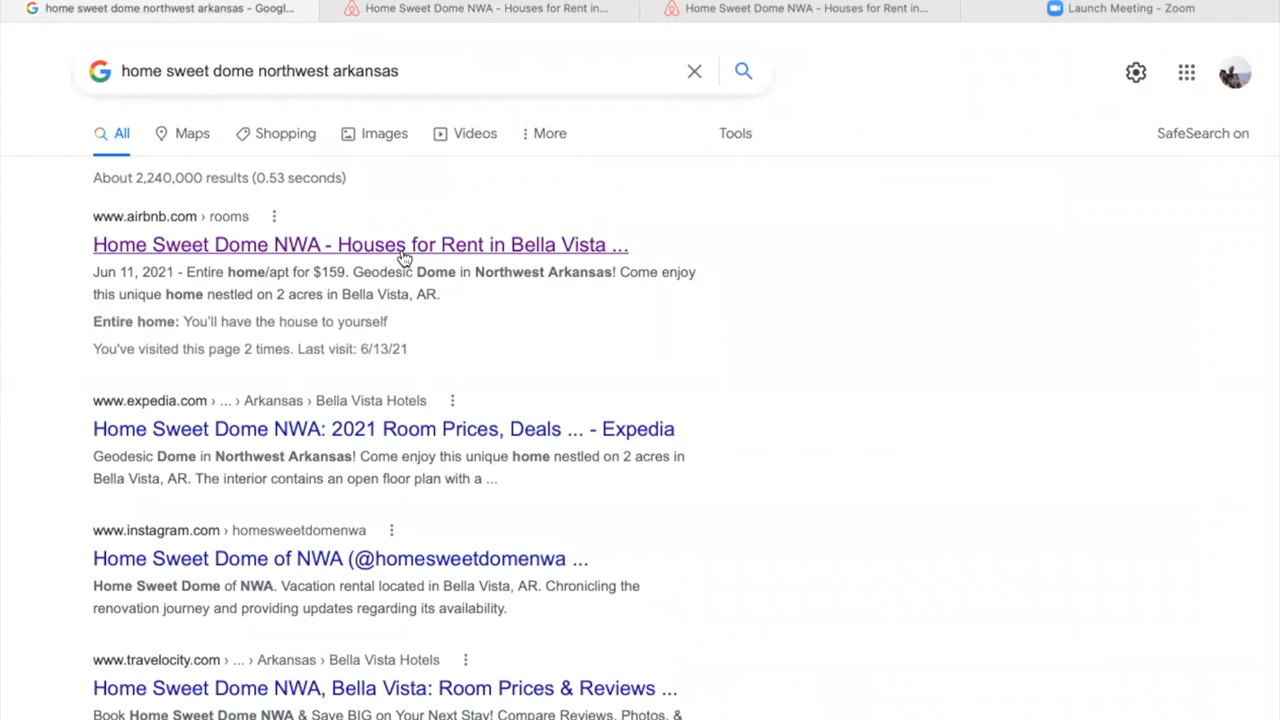 home sweet dome northwest arkansas - Googl...
Home Sweet Dome NWA - Houses for Rent in...
Home Sweet Dome NWA - Houses for Rent in...
Launch Meeting - Zoom
home sweet dome northwest arkansas
All
Maps
Shopping
Images
Videos
More
Tools
SafeSearch on
About 2,240,000 results (0.53 seconds)
www.airbnb.com › rooms
Home Sweet Dome NWA - Houses for Rent in Bella Vista ...
Jun 11, 2021 - Entire home/apt for $159. Geodesic Dome in Northwest Arkansas! Come enjoy
this unique home nestled on 2 acres in Bella Vista, AR.
Entire home: You'll have the house to yourself
You've visited this page 2 times. Last visit: 6/13/21
www.expedia.com › ... › Arkansas › Bella Vista Hotels
Home Sweet Dome NWA: 2021 Room Prices, Deals ... - Expedia
Geodesic Dome in Northwest Arkansas! Come enjoy this unique home nestled on 2 acres in
Bella Vista, AR. The interior contains an open floor plan with a ...
www.instagram.com › homesweetdomenwa
Home Sweet Dome of NWA (@homesweetdomenwa ...
Home Sweet Dome of NWA. Vacation rental located in Bella Vista, AR. Chronicling the
renovation journey and providing updates regarding its availability.
www.travelocity.com › ... › Arkansas › Bella Vista Hotels
Home Sweet Dome NWA, Bella Vista: Room Prices & Reviews ...
Book Home Sweet Dome NWA & Save BIG on Your Next Stay! Compare Reviews, Photos, &